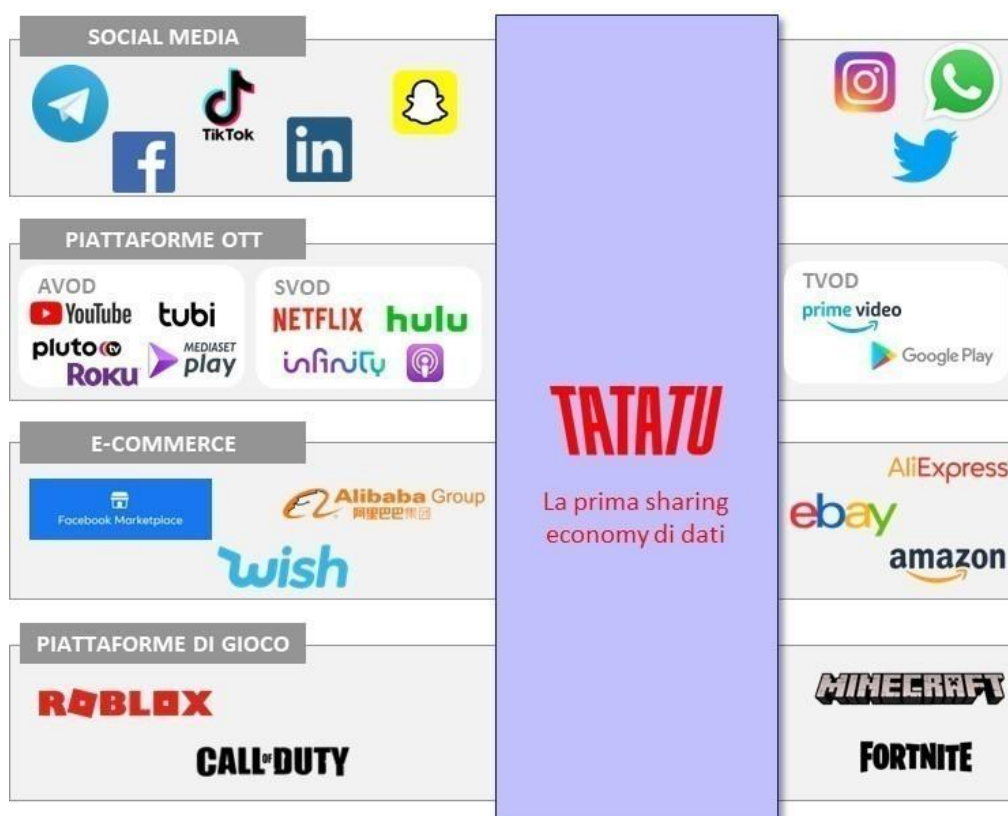 SOCIAL MEDIA
TikTok
in
PIATTAFORME OTT
AVOD
YouTube
tubi
pluto tv
Roku
MEDIASET
play
SVOD
NETFLIX
hulu
infinity
TVOD
prime video
Google Play
TATATU
La prima sharing
economy di dati
E-COMMERCE
Facebook Marketplace
Alibaba Group
阿里巴巴集团
wish
AliExpress
ebay
amazon
PIATTAFORME DI GIOCO
ROBLOX
CALL OF DUTY
MINECRAFT
FORTNITE